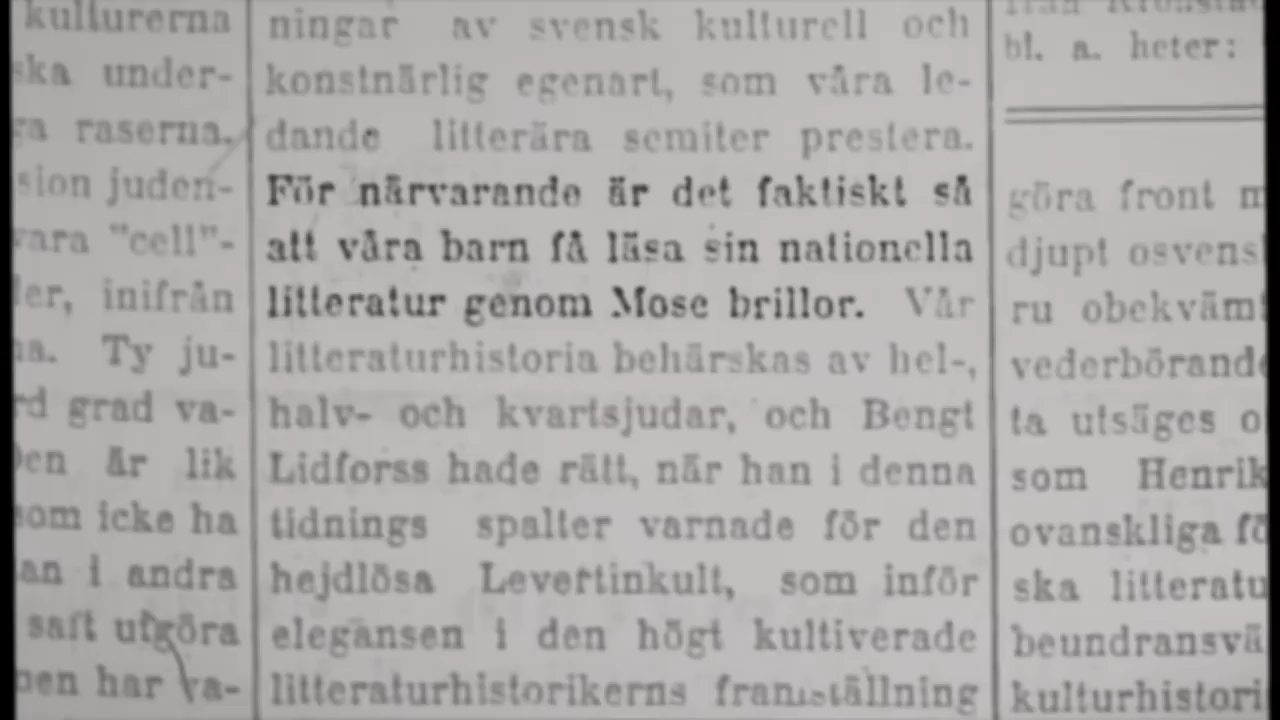 kulturerna
ska under-
raserna.
sion juden-
vara "cell"-
inifrån
Ty ju-
grad va-
är lik
som icke ha
i andra
saft utgöra
har
ningar av svensk kulturell och
konstnärlig egenart, som våra le-
dande litterära semiter prestera.
För närvarande är det faktiskt så
att våra barn få läsa sin nationella
litteratur genom Mose brillor. Vår
litteraturhistoria behärskas av hel-,
halv- och kvartsjudar, och Bengt
Lidforss hade rätt, när han i denna
tidnings spalter varnade för den
hejdlösa Levertinkult, som inför
elegansen i den högt kultiverade
litteraturhistorikerns framställning
bl. a. heter:
göra front m
djupt osvens
ru obekvämt
vederbörande
ta utsäges o
som Henrik
ovanskliga fö
ska litteratu
beundransvä
kulturhistori